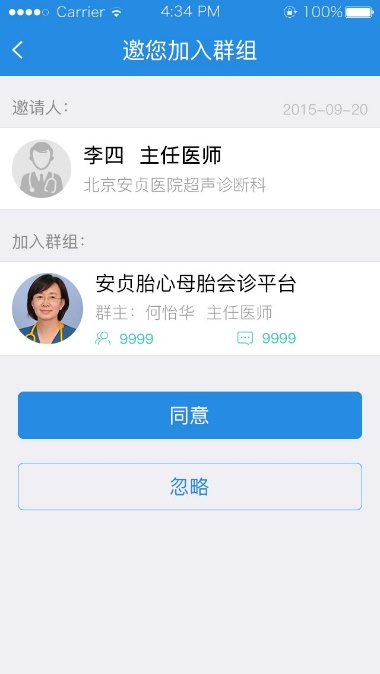 Carrier 4:34 PM 100%
邀您加入群组
邀请人： 2015-09-20
李四 主任医师
北京安贞医院超声诊断科
加入群组：
安贞胎心母胎会诊平台
群主：何怡华 主任医师
9999 9999
同意
忽略